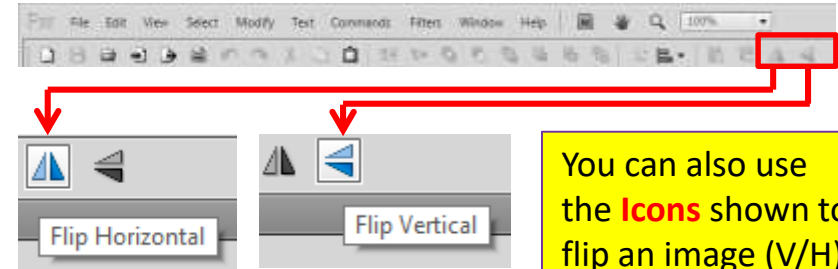 File Edit View Select Modify Text Commands Filters Window Help 100%
Flip Horizontal
Flip Vertical
You can also use
the Icons shown to
flip an image (V/H)